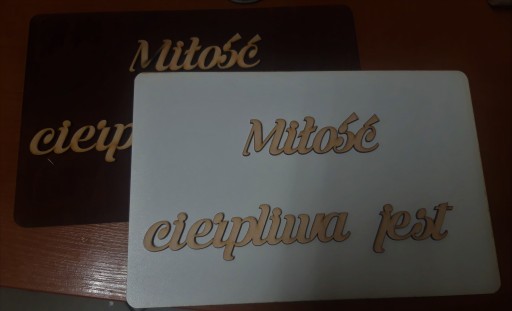 Miłość
cierp
Miłość
cierpliwa jest